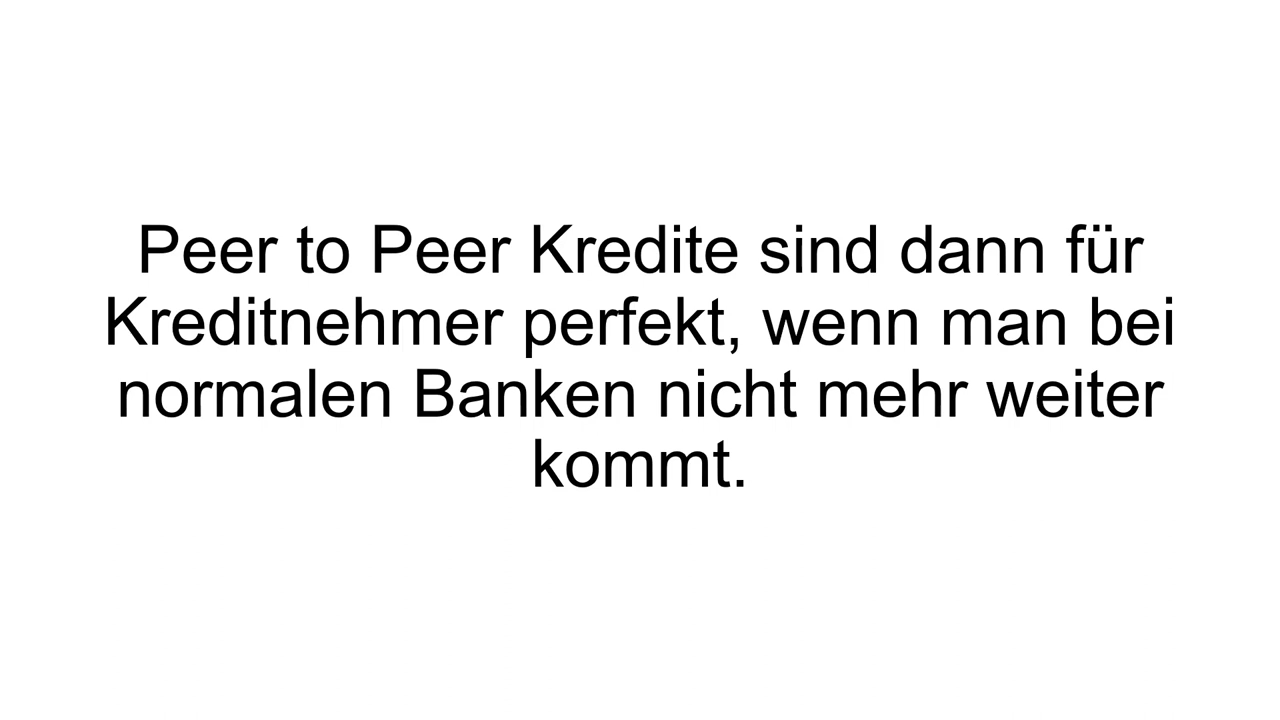 Peer to Peer Kredite sind dann für
Kreditnehmer perfekt, wenn man bei
normalen Banken nicht mehr weiter
kommt.